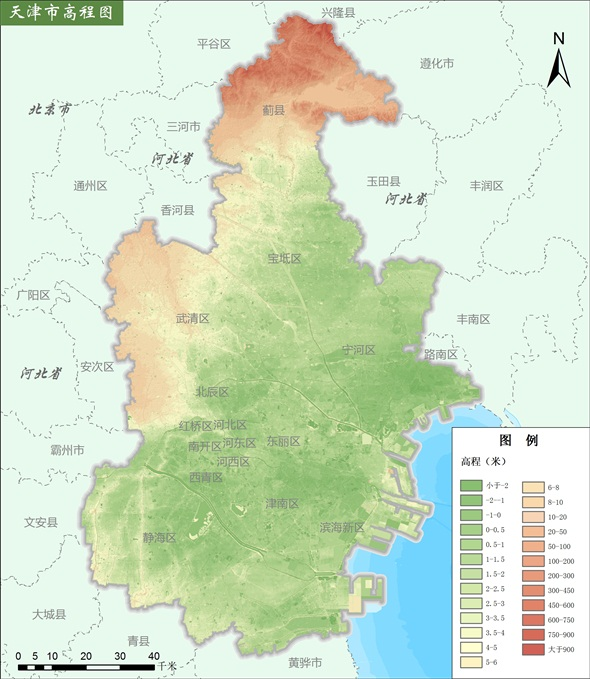 天津市高程图
兴隆县
平谷区
N
遵化市
北京市
蓟县
三河市
河北省
通州区
玉田县
丰润区
河北省
香河县
宝坻区
广阳区
武清区
丰南区
宁河区
路南区
河北省
安次区
北辰区
红桥区
河北区
南开区
河东区
东丽区
霸州市
河西区
西青区
津南区
文安县
静海区
滨海新区
大城县
青县
黄骅市
0 5 10 20 30 40
千米
图 例
高程（米）
小于-2
-2--1
-1-0
0-0.5
0.5-1
1-1.5
1.5-2
2-2.5
2.5-3
3-3.5
3.5-4
4-5
5-6
6-8
8-10
10-20
20-50
50-100
100-200
200-300
300-450
450-600
600-750
750-900
大于900